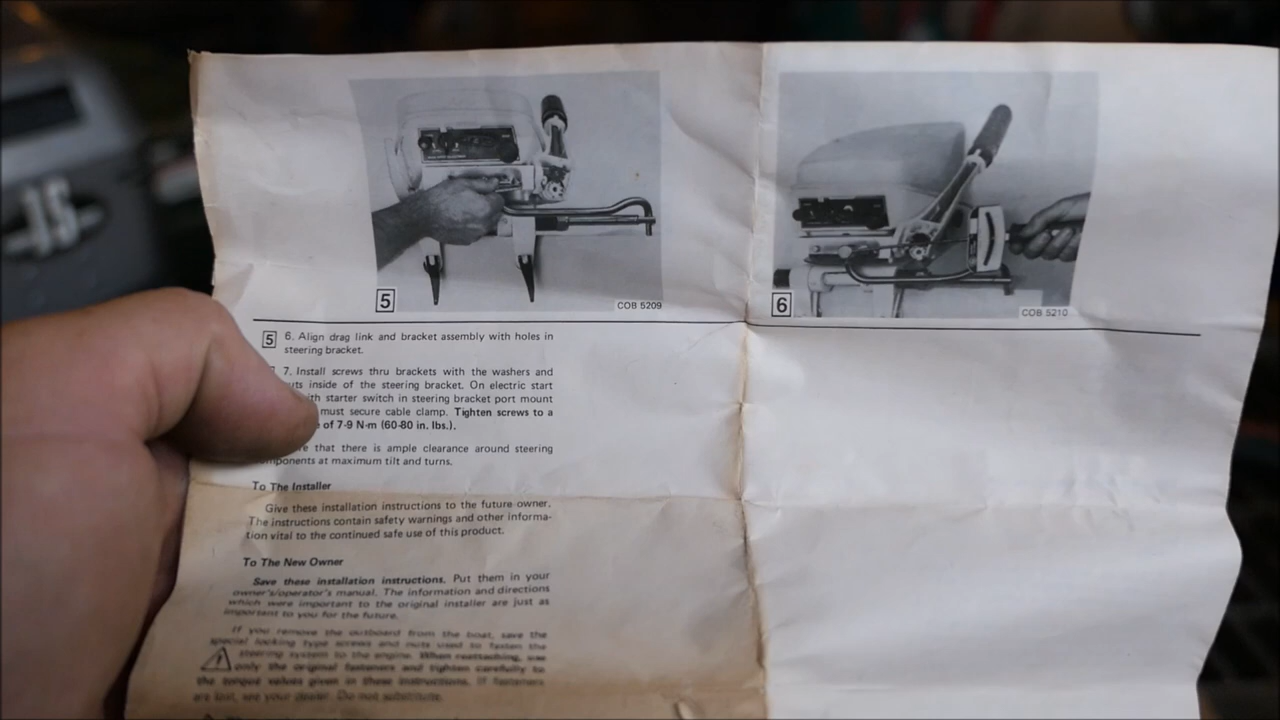 15
5
COB 5209
6
COB 5210
5 6. Align drag link and bracket assembly with holes in
steering bracket.
7. Install screws thru brackets with the washers and
uts inside of the steering bracket. On electric start
ith starter switch in steering bracket port mount
must secure cable clamp. Tighten screws to a
of 7-9 N·m (60-80 in. lbs.).
re that there is ample clearance around steering
mponents at maximum tilt and turns.
To The Installer
Give these installation instructions to the future owner.
The instructions contain safety warnings and other informa-
tion vital to the continued safe use of this product.
To The New Owner
Save these installation instructions. Put them in your
owner's/operator's manual. The information and directions
which were important to the original installer are just as
important to you for the future.
If you remove the outboard from the boat, save the
special locking type screws and nuts used to fasten the
steering system to the engine. When reattaching, use
only the original fasteners and tighten carefully to
the torque values given in these instructions. If fasteners
are lost, see your dealer. Do not substitute.